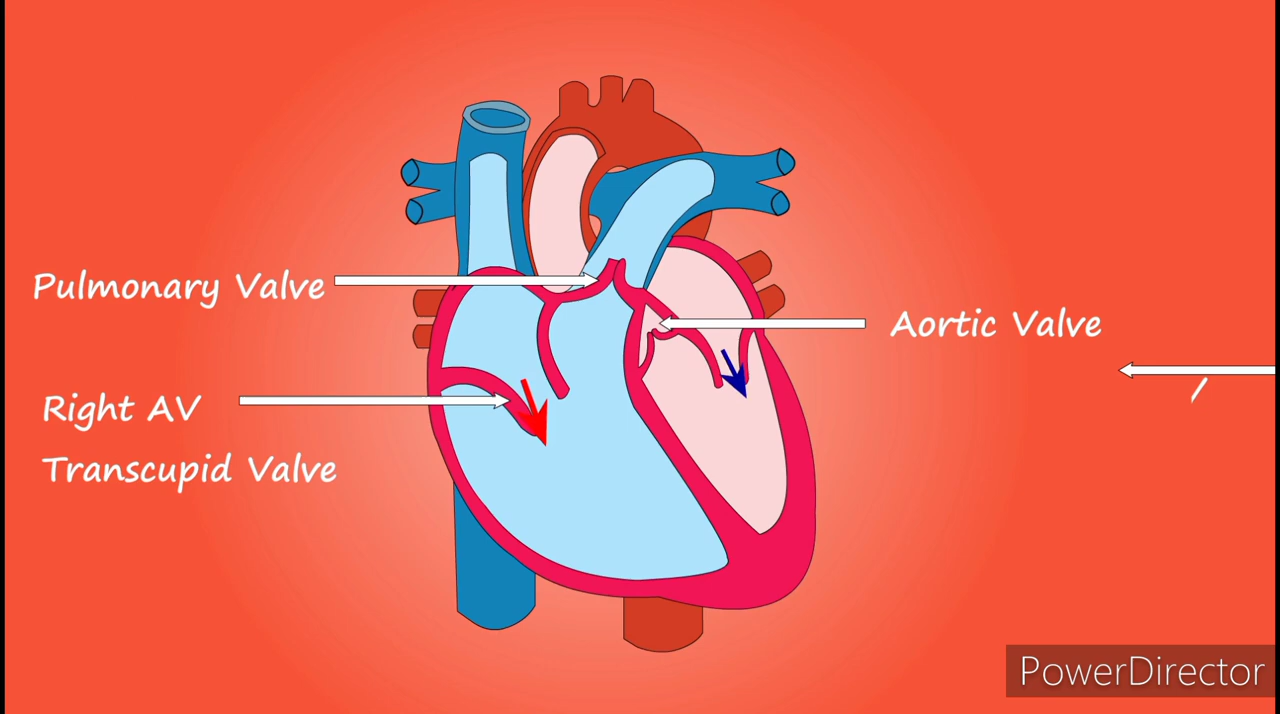 Pulmonary Valve
Aortic Valve
Right AV
Transcupid Valve
PowerDirector